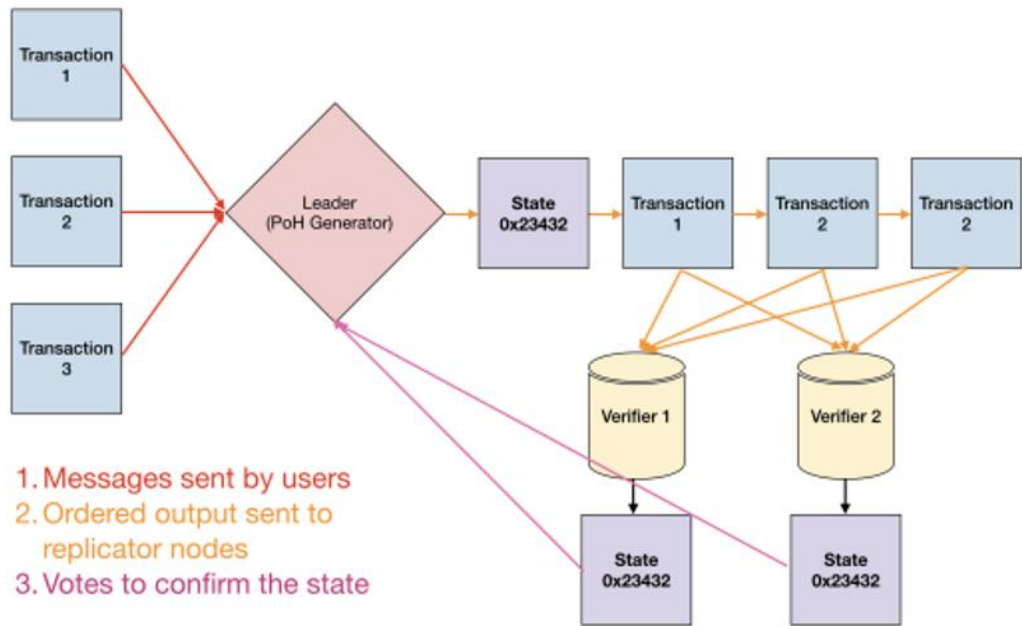 Transaction
1
Transaction
2
Transaction
3
Leader
(PoH Generator)
State
0x23432
Transaction
1
Transaction
2
Transaction
2
Verifier 1
Verifier 2
State
0x23432
State
0x23432
1. Messages sent by users
2. Ordered output sent to
replicator nodes
3. Votes to confirm the state